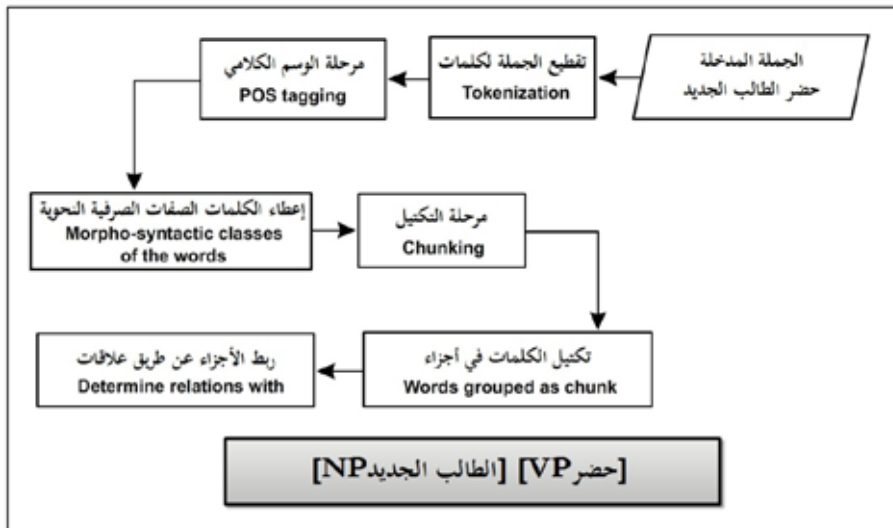 الجملة المدخلة
حضر الطالب الجديد
تقطيع الجملة لكلمات
Tokenization
مرحلة الوسم الكلامي
POS tagging
إعطاء الكلمات الصفات الصرفية النحوية
Morpho-syntactic classes
of the words
مرحلة التكتيل
Chunking
تكتيل الكلمات في أجزاء
Words grouped as chunk
ربط الأجزاء عن طريق علاقات
Determine relations with
[حضرVP] [الطالب الجديدNP]